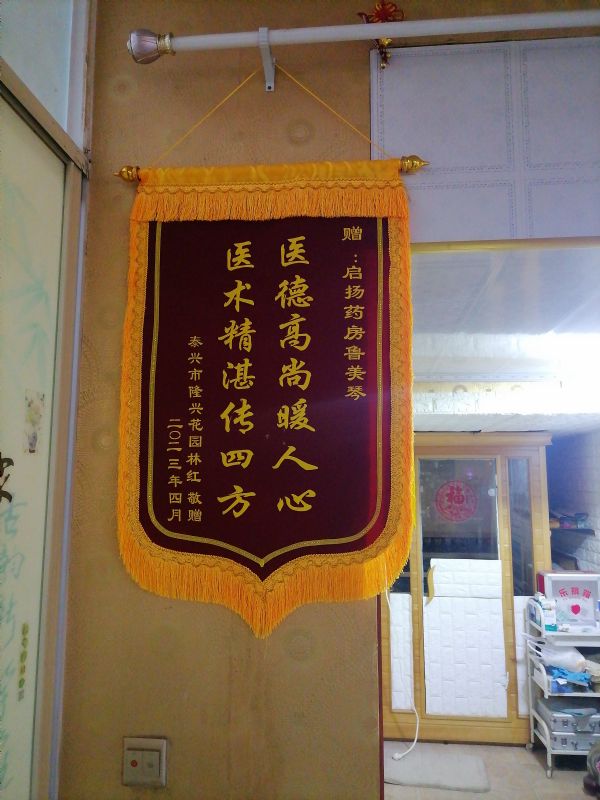 赠：启扬药房鲁美琴
医德高尚暖人心
医术精湛传四方
泰兴市隆兴花园林红 敬赠
二〇二三年四月
福